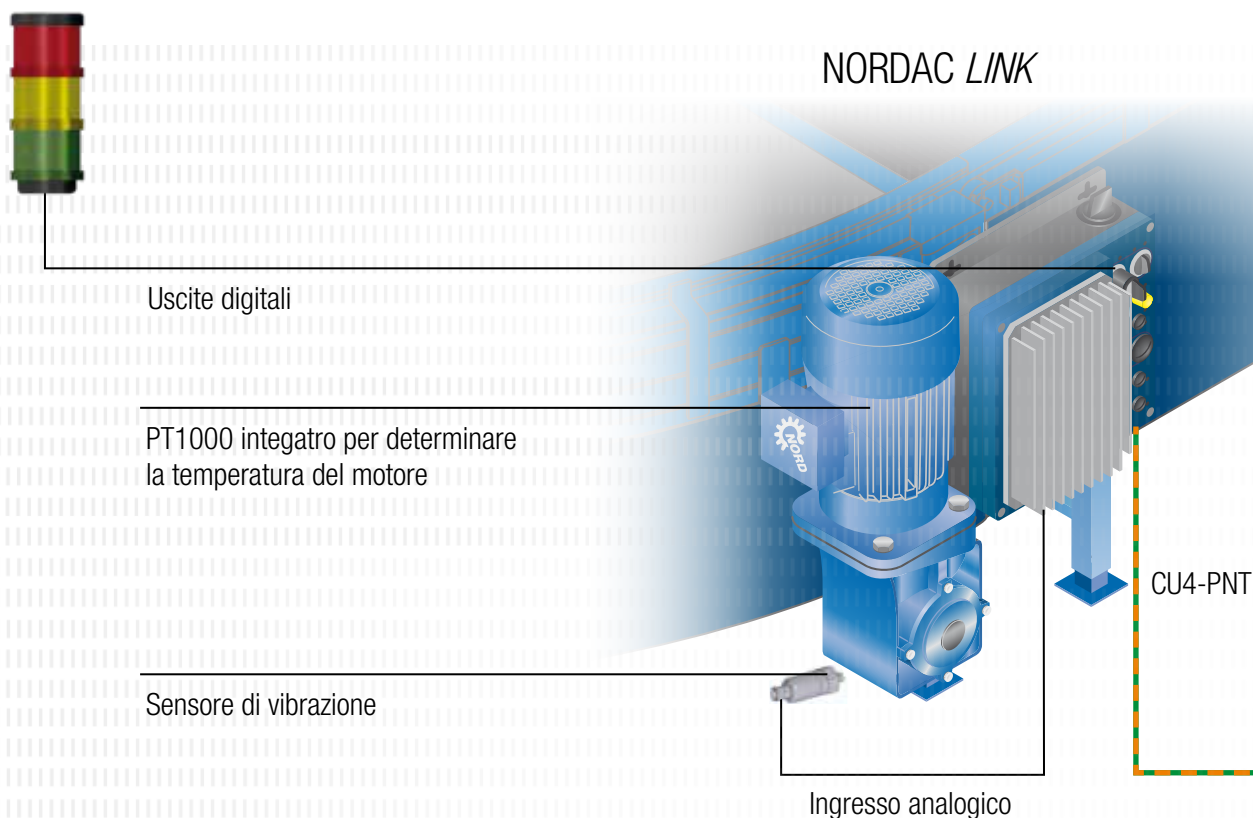 NORDAC LINK
Uscite digitali
PT1000 integatro per determinare
la temperatura del motore
NORD
CU4-PNT
Sensore di vibrazione
Ingresso analogico